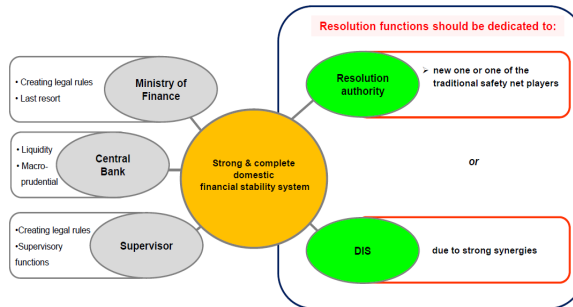 Resolution functions should be dedicated to:
• Creating legal rules
• Last resort
Ministry of
Finance
Resolution
authority
➤ new one or one of the
traditional safety net players
• Liquidity
• Macro-
prudential
Central
Bank
Strong & complete
domestic
financial stability system
or
•Creating legal rules
•Supervisory
functions
Supervisor
DIS
due to strong synergies